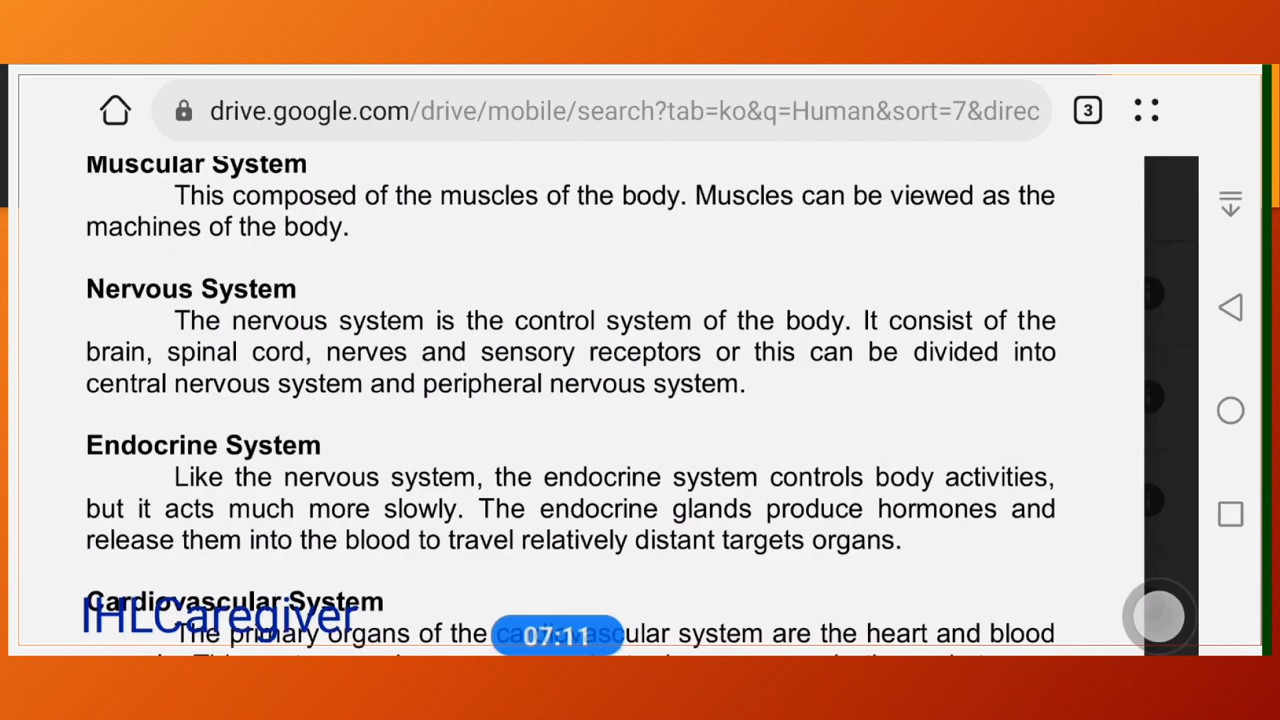 drive.google.com/drive/mobile/search?tab=ko&q=Human&sort=7&direc
3
Muscular System
This composed of the muscles of the body. Muscles can be viewed as the
machines of the body.
Nervous System
The nervous system is the control system of the body. It consist of the
brain, spinal cord, nerves and sensory receptors or this can be divided into
central nervous system and peripheral nervous system.
Endocrine System
Like the nervous system, the endocrine system controls body activities,
but it acts much more slowly. The endocrine glands produce hormones and
release them into the blood to travel relatively distant targets organs.
Cardiovascular System
IHLCaregiver
The primary organs of the cardiovascular system are the heart and blood
07:11